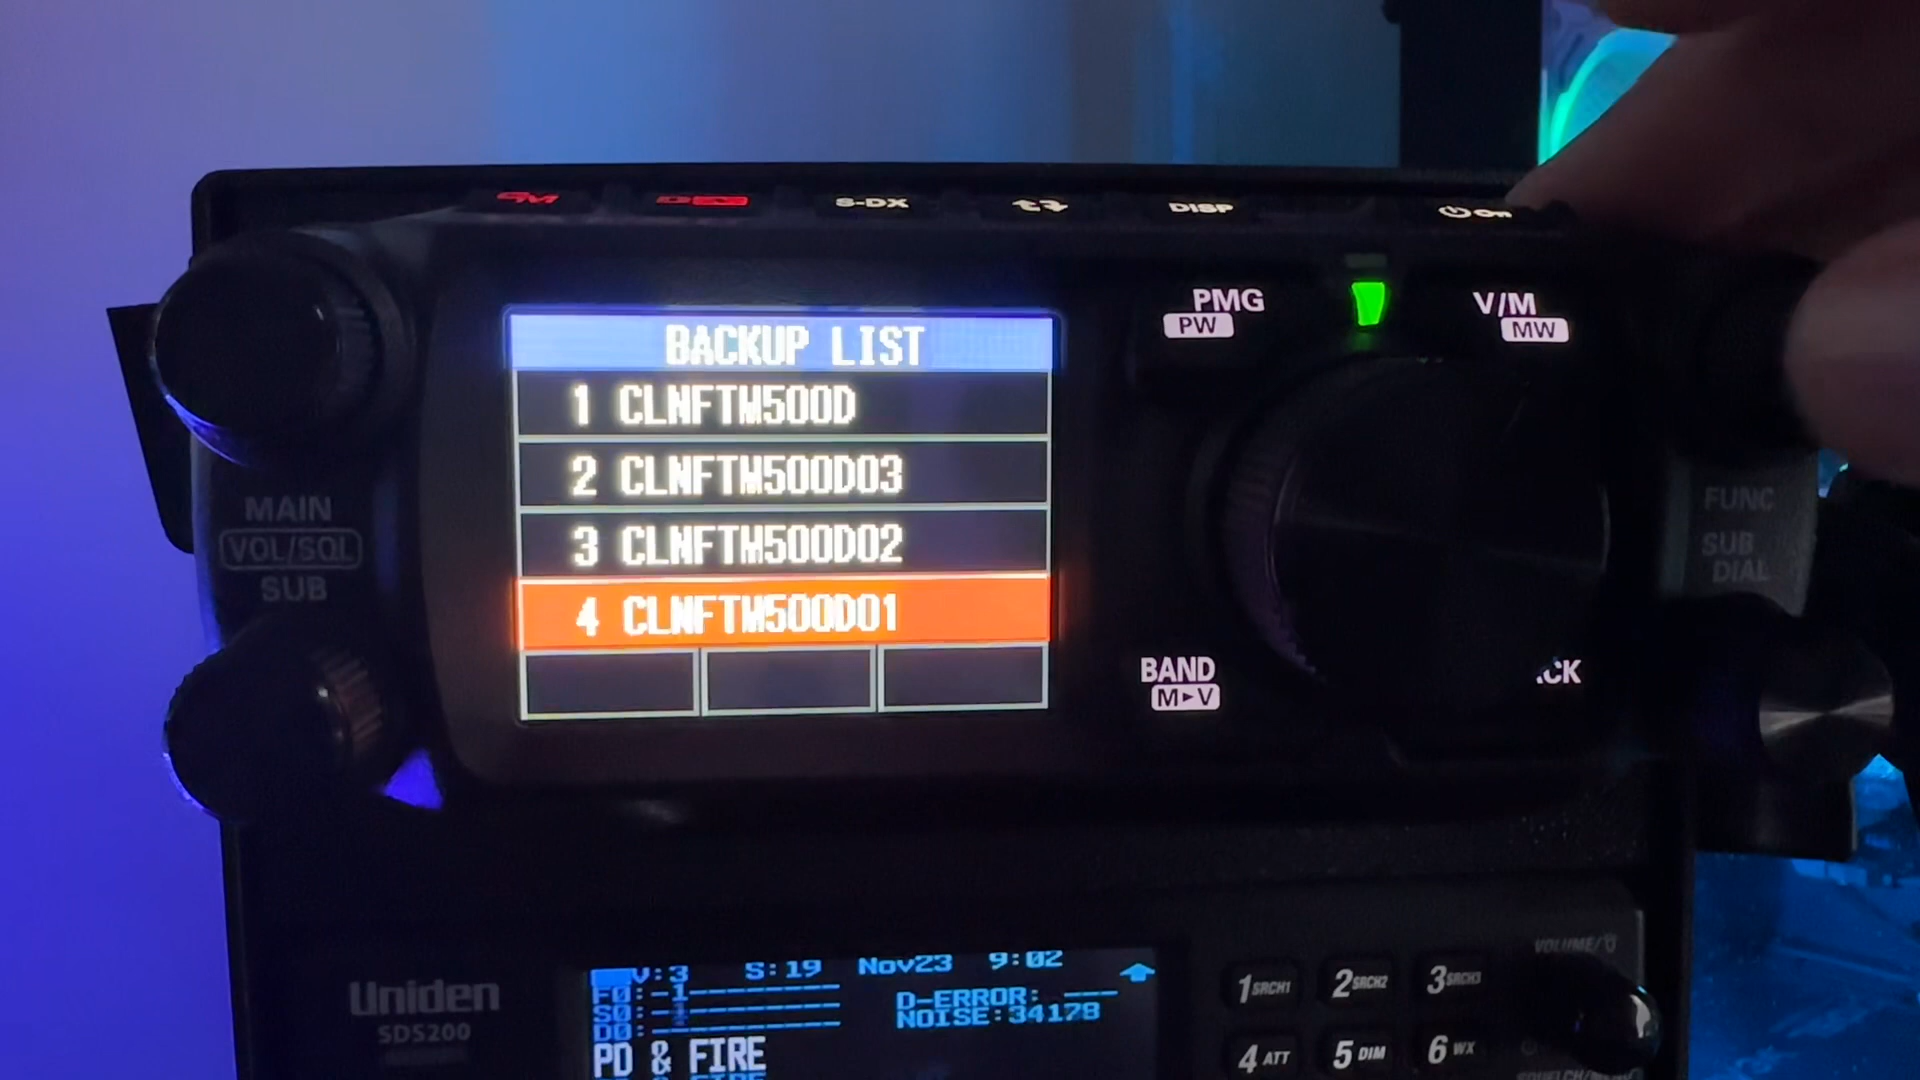 S-DX
DISP
On
PMG
PW
V/M
MW
BACKUP LIST
1 CLNFTM500D
2 CLNFTM500D03
3 CLNFTM500D02
4 CLNFTM500D01
MAIN
VOL/SQL
SUB
FUNC
SUB
DIAL
BAND
M►V
Uniden
SDS200
V:3 S:19 Nov23 9:02
F0:-1
S0:
D0:
D-ERROR: ---
NOISE:34178
PD & FIRE
VOLUME/
1 SRCH1 2 SRCH2 3 SRCH3
4 ATT 5 DIM 6 WX